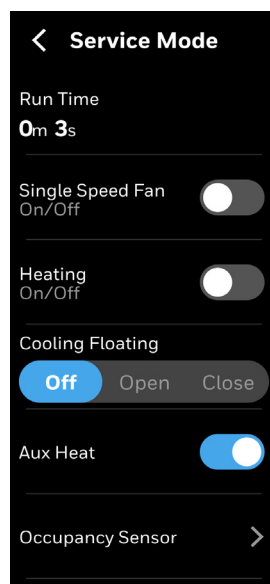 Service Mode
Run Time
0m 3s
Single Speed Fan
On/Off
Heating
On/Off
Cooling Floating
Off Open Close
Aux Heat
Occupancy Sensor